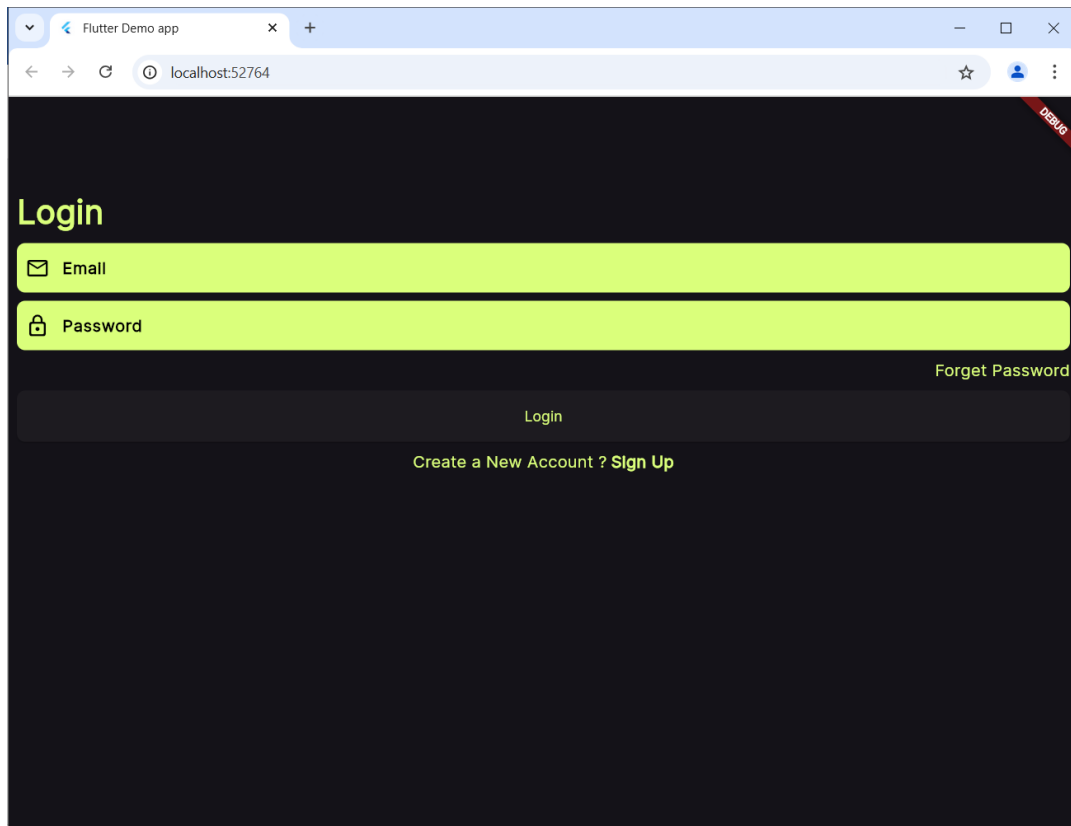 Flutter Demo app
localhost:52764
DEBUG
Login
Email
Password
Forget Password
Login
Create a New Account ? Sign Up